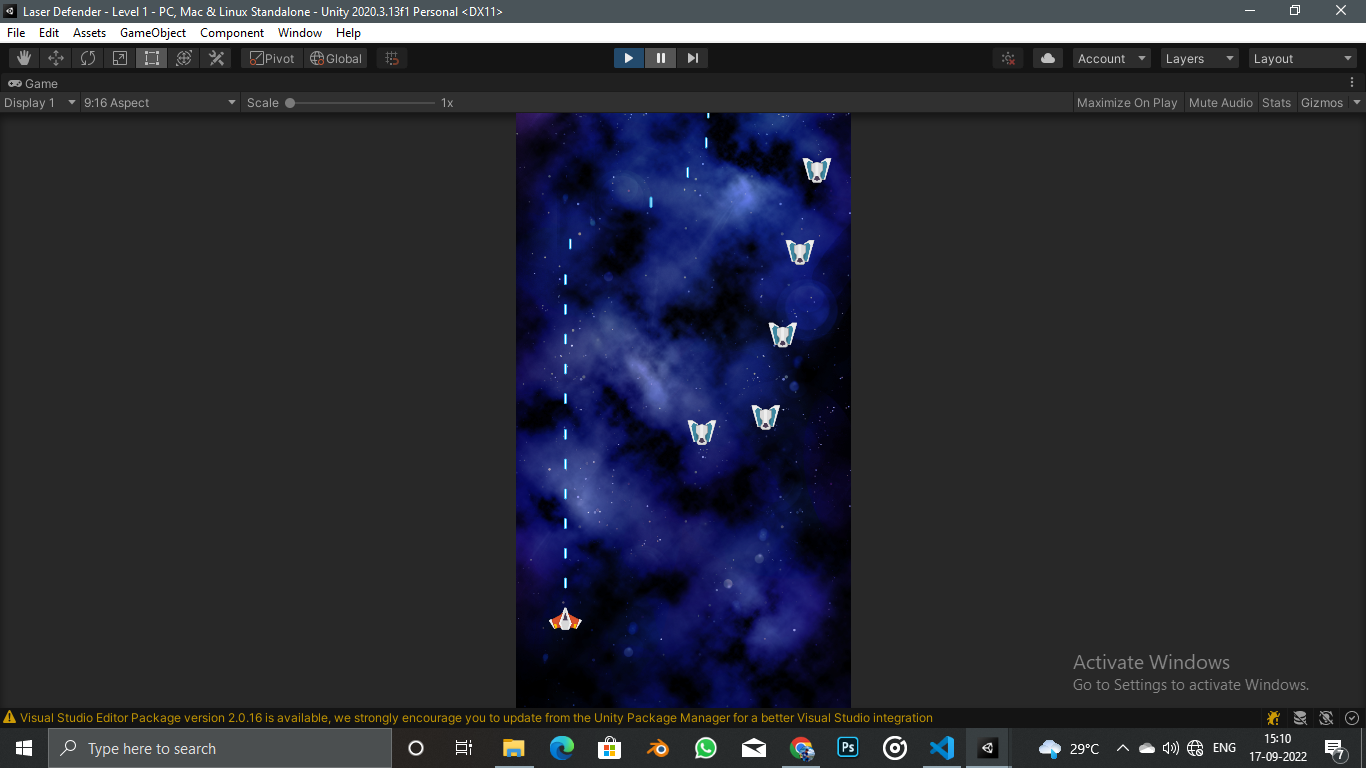 Laser Defender - Level 1 - PC, Mac & Linux Standalone - Unity 2020.3.13f1 Personal <DX11>
File Edit Assets GameObject Component Window Help
Pivot Global Account Layers Layout
Game
Display 1 9:16 Aspect Scale 1x Maximize On Play Mute Audio Stats Gizmos
Activate Windows
Go to Settings to activate Windows.
Visual Studio Editor Package version 2.0.16 is available, we strongly encourage you to update from the Unity Package Manager for a better Visual Studio integration
Type here to search Ps 29°C ENG 15:10
17-09-2022 7